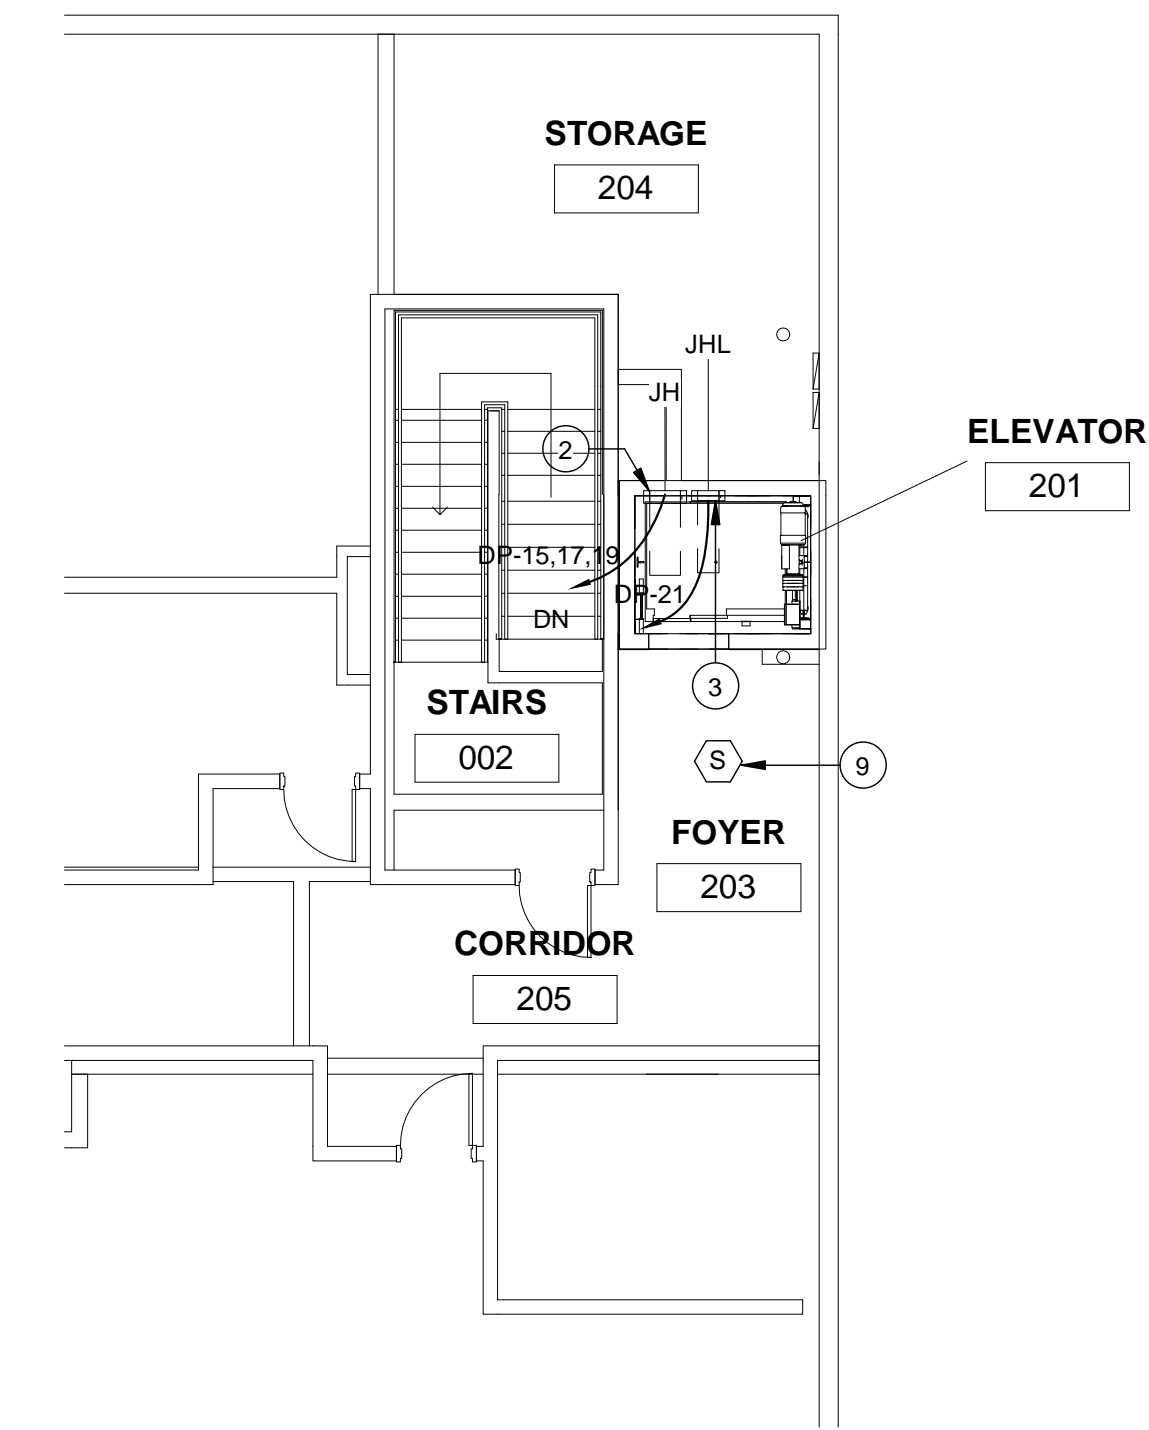 STORAGE
204
JHL
JH
ELEVATOR
201
2
DP-15,17,19
DP-21
DN
3
STAIRS
002
S
9
FOYER
203
CORRIDOR
205